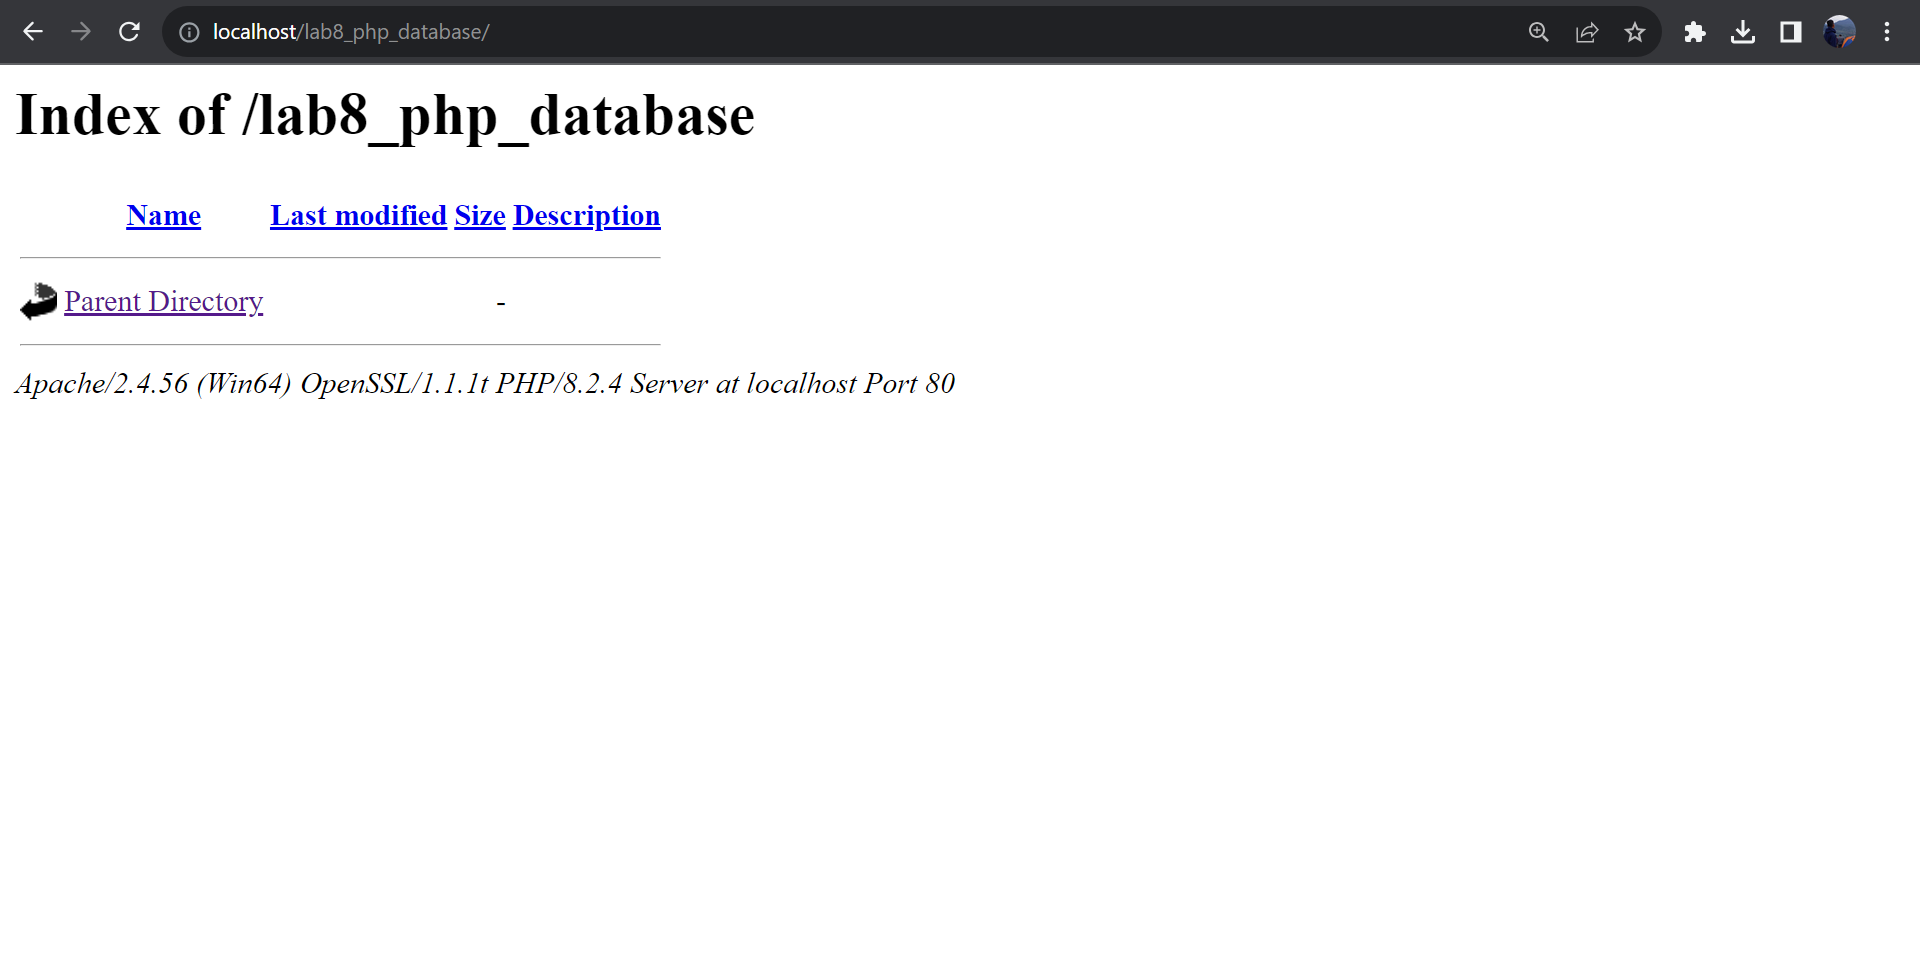 localhost/lab8_php_database/
Index of /lab8_php_database
Name Last modified Size Description
Parent Directory -
Apache/2.4.56 (Win64) OpenSSL/1.1.1t PHP/8.2.4 Server at localhost Port 80